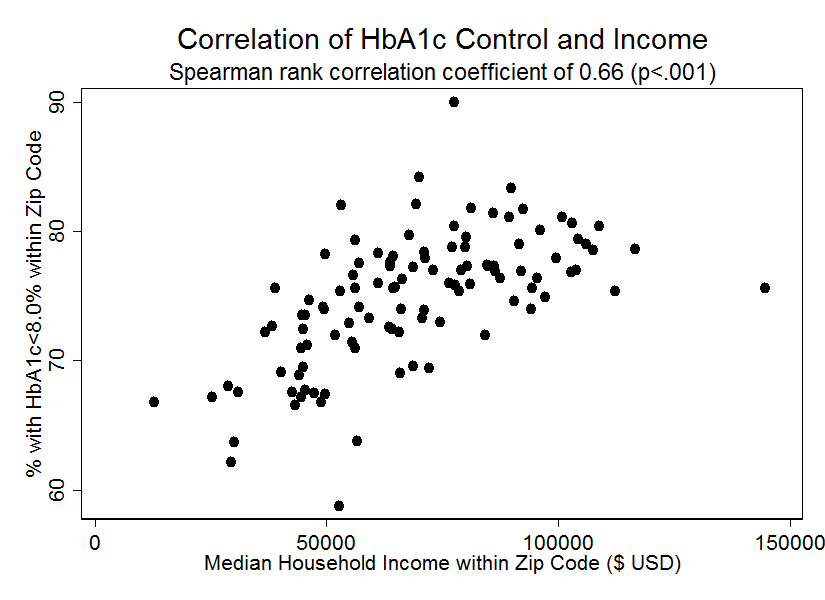 Correlation of HbA1c Control and Income
Spearman rank correlation coefficient of 0.66 (p<.001)
% with HbA1c<8.0% within Zip Code
90
80
70
60
0 50000 100000 150000
Median Household Income within Zip Code ($ USD)